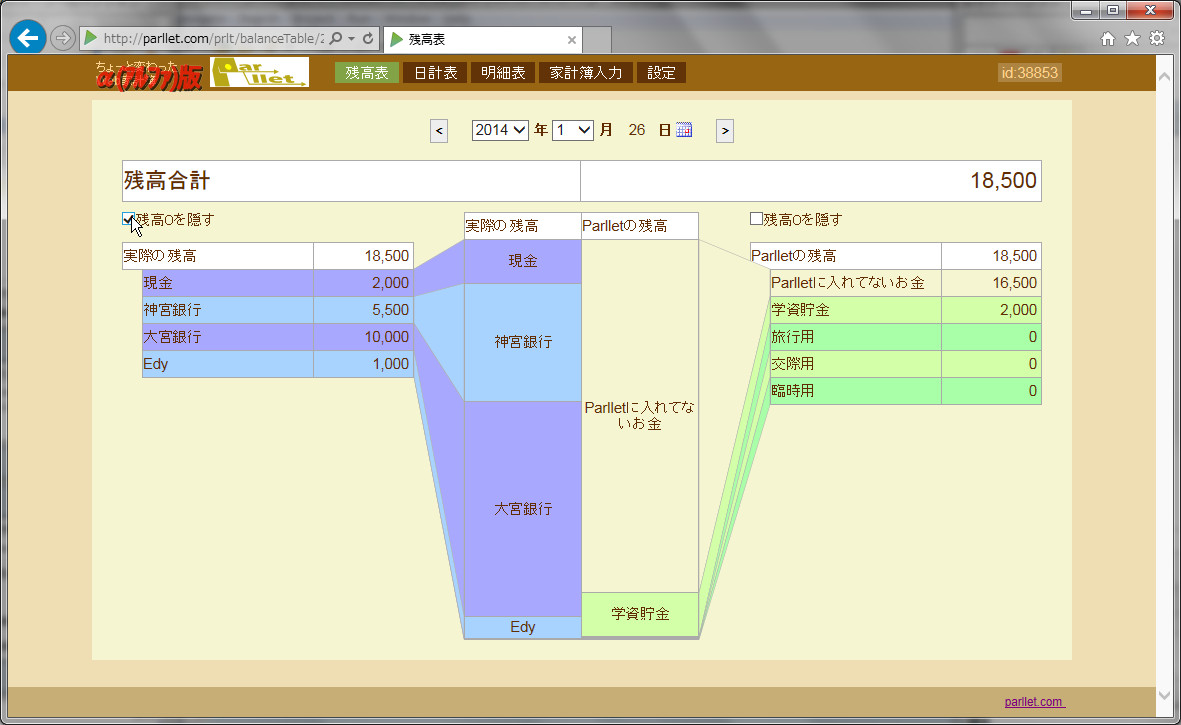 http://parllet.com/prlt/balanceTable/2
残高表
ちょっと変わった
α(アルファ)版
Parllet
残高表 日計表 明細表 家計簿入力 設定 id:38853
< 2014 年 1 月 26 日 >
残高合計 18,500
残高0を隠す
実際の残高 18,500
現金 2,000
神宮銀行 5,500
大宮銀行 10,000
Edy 1,000
実際の残高 Parlletの残高
現金
神宮銀行
大宮銀行
Edy
Parlletに入れてな
いお金
学資貯金
残高0を隠す
Parlletの残高 18,500
Parlletに入れてないお金 16,500
学資貯金 2,000
旅行用 0
交際用 0
臨時用 0
parllet.com